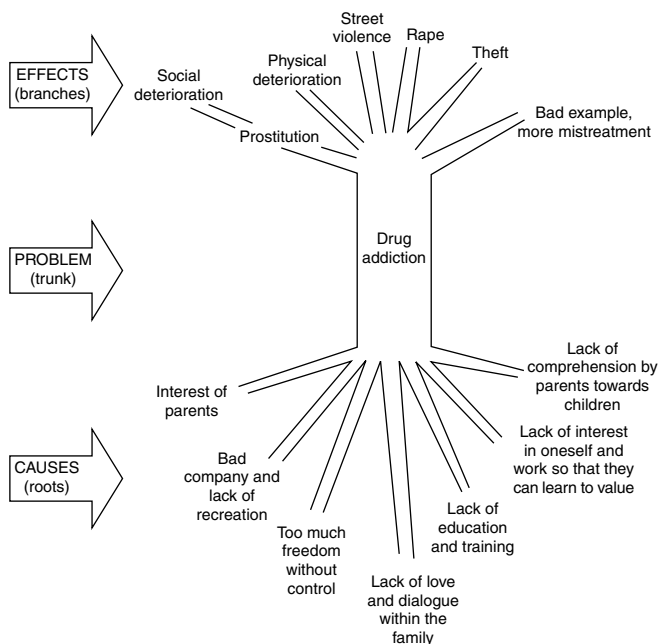 Street
violence
Rape
EFFECTS
(branches)
Social
deterioration
Physical
deterioration
Theft
Prostitution
Bad example,
more mistreatment
PROBLEM
(trunk)
Drug
addiction
CAUSES
(roots)
Interest of
parents
Bad
company and
lack of
recreation
Too much
freedom
without
control
Lack of love
and dialogue
within the
family
Lack of
education
and training
Lack of interest
in oneself and
work so that they
can learn to value
Lack of
comprehension by
parents towards
children